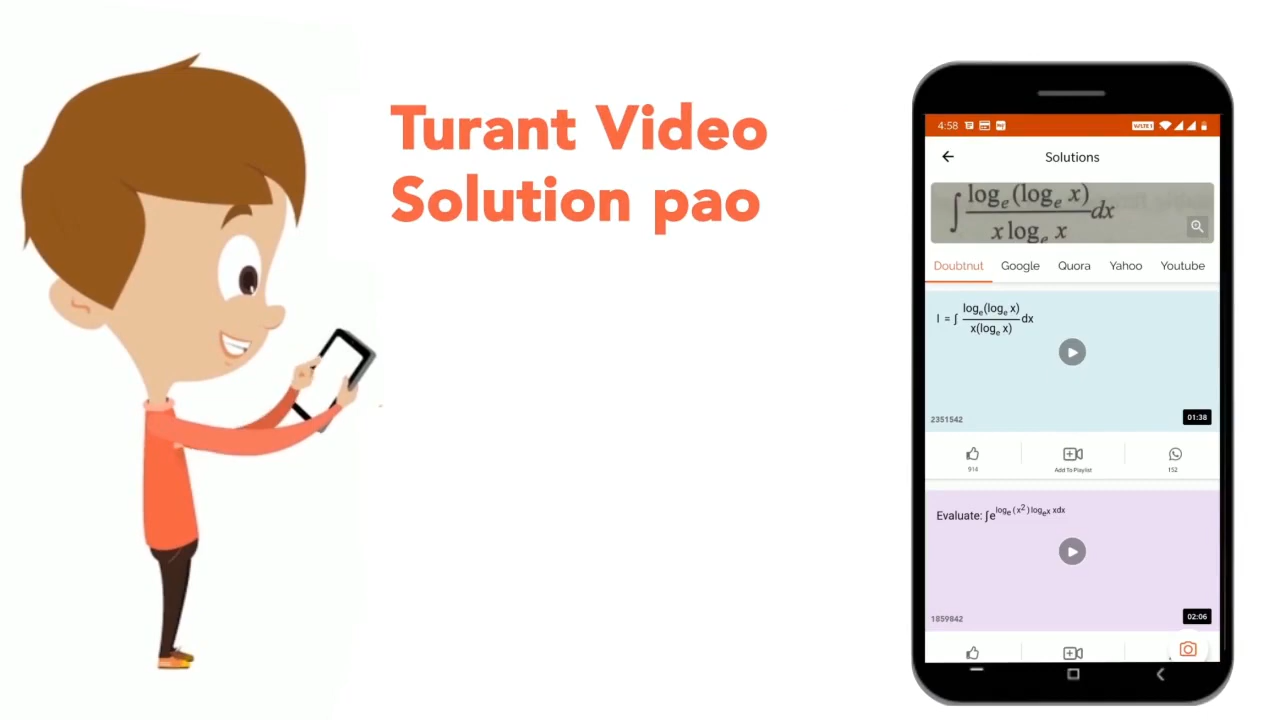 Turant Video
Solution pao
4:58
Solutions
∫ logₑ(logₑ x) / x logₑ x dx
Doubtnut Google Quora Yahoo Youtube
I = ∫ logₑ(logₑ x) / x(logₑ x) dx
2351542 01:38
914 Add To Playlist 152
Evaluate: ∫e^logₑ(x²)logₑx xdx
1859842 02:06